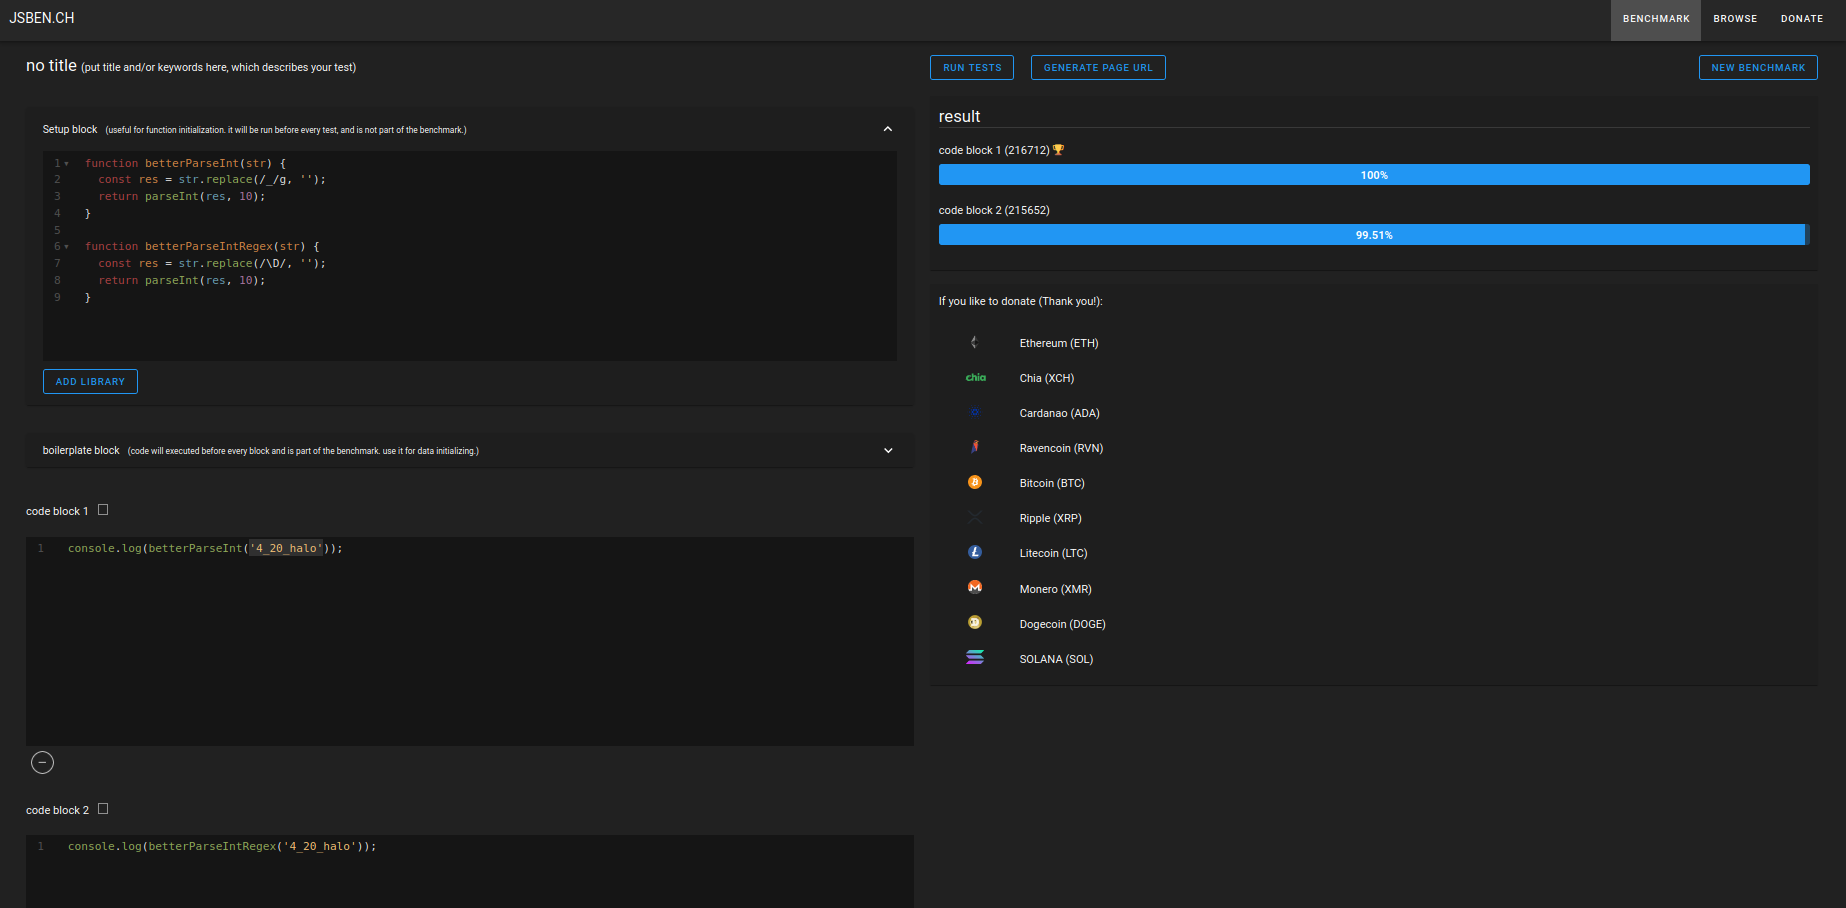 JSBEN.CH
BENCHMARK BROWSE DONATE
no title (put title and/or keywords here, which describes your test)
Setup block (useful for function initialization. it will be run before every test, and is not part of the benchmark.)
1 function betterParseInt(str) {
2 const res = str.replace(/_/g, '');
3 return parseInt(res, 10);
4 }
5
6 function betterParseIntRegex(str) {
7 const res = str.replace(/\D/, '');
8 return parseInt(res, 10);
9 }
ADD LIBRARY
boilerplate block (code will executed before every block and is part of the benchmark. use it for data initializing.)
code block 1
1 console.log(betterParseInt('4_20_halo'));
code block 2
1 console.log(betterParseIntRegex('4_20_halo'));
RUN TESTS GENERATE PAGE URL NEW BENCHMARK
result
code block 1 (216712) 🏆
100%
code block 2 (215652)
99.51%
If you like to donate (Thank you!):
Ethereum (ETH)
chia Chia (XCH)
Cardanao (ADA)
Ravencoin (RVN)
Bitcoin (BTC)
Ripple (XRP)
Litecoin (LTC)
Monero (XMR)
Dogecoin (DOGE)
SOLANA (SOL)